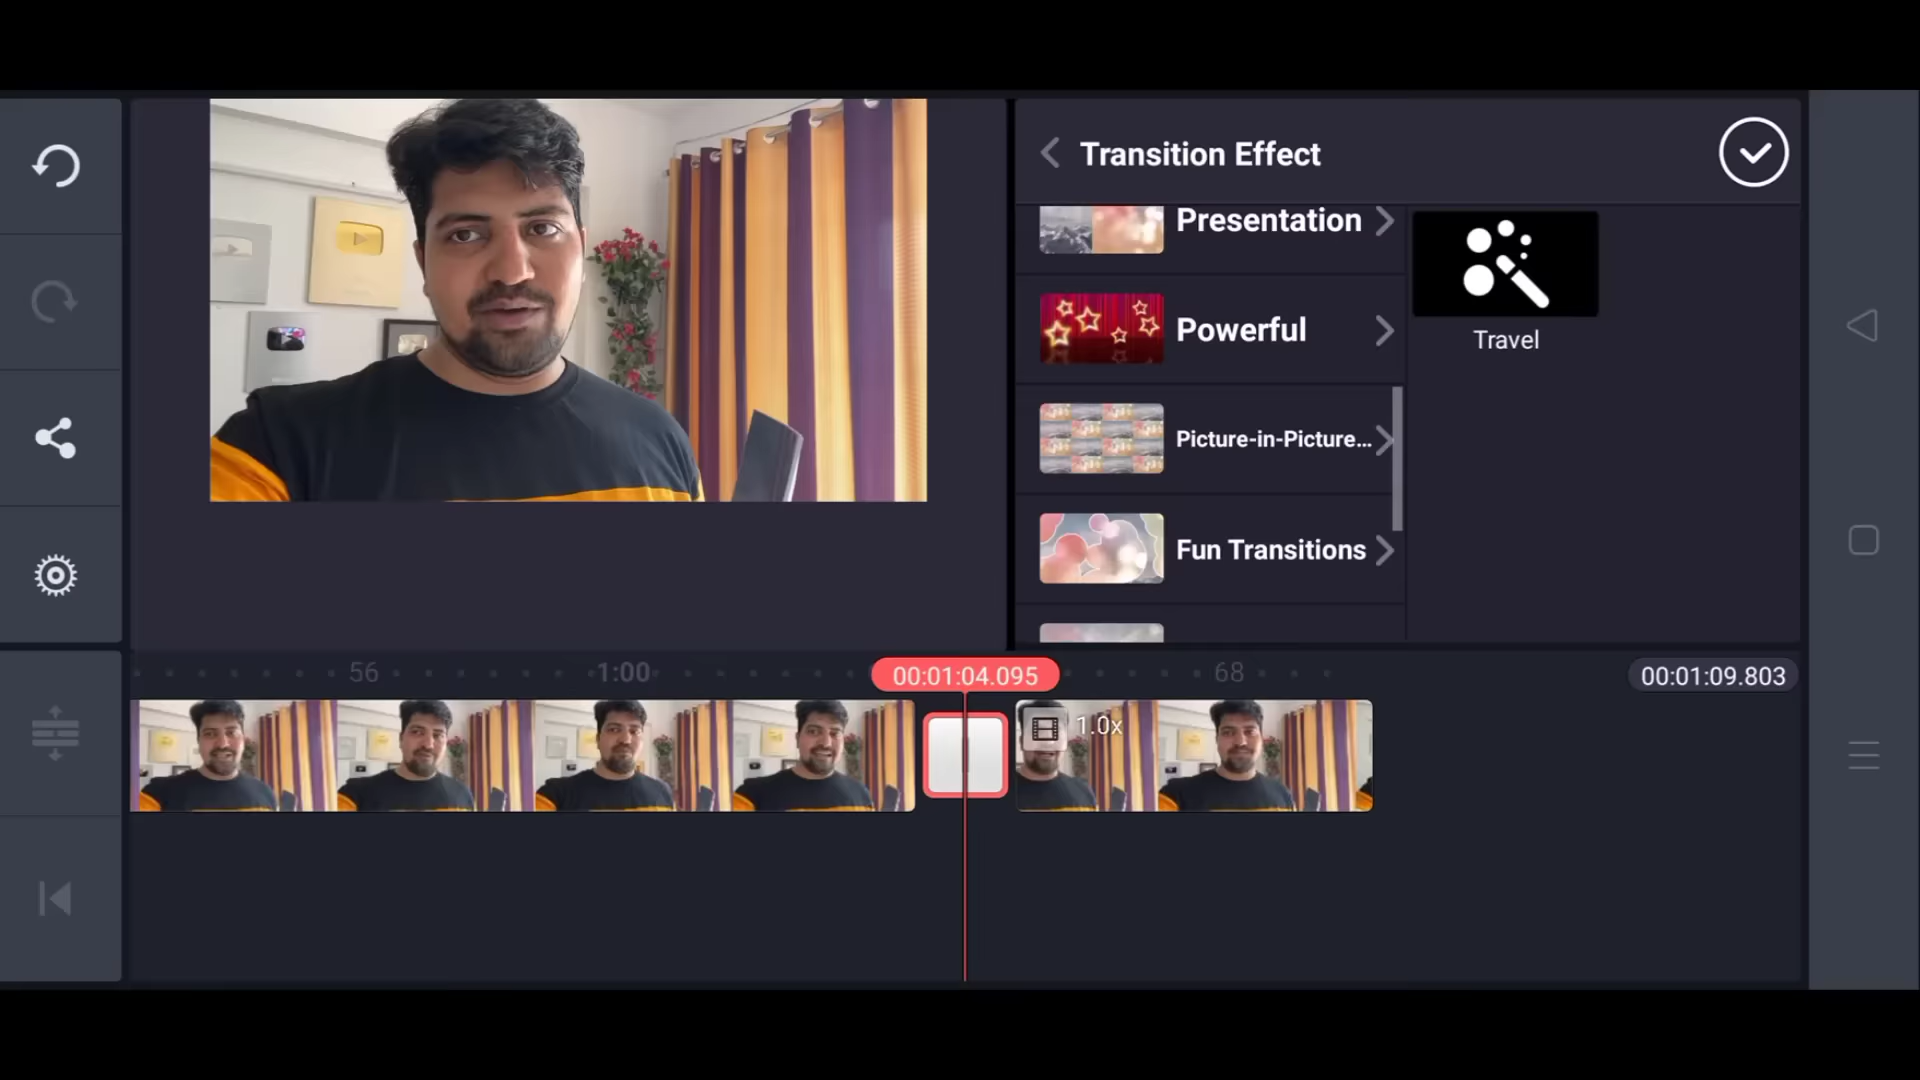 Transition Effect
Presentation
Powerful
Picture-in-Picture...
Fun Transitions
Travel
56
1:00
00:01:04.095
68
00:01:09.803
1.0x